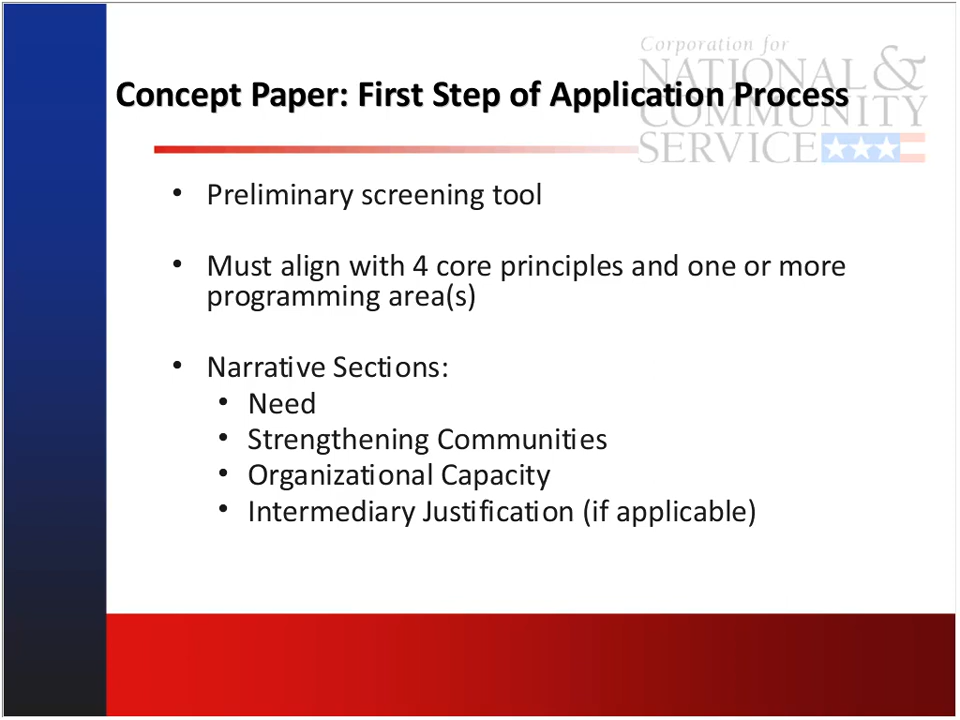 Corporation for
NATIONAL &
COMMUNITY
SERVICE
Concept Paper: First Step of Application Process
• Preliminary screening tool
• Must align with 4 core principles and one or more
programming area(s)
• Narrative Sections:
• Need
• Strengthening Communities
• Organizational Capacity
• Intermediary Justification (if applicable)